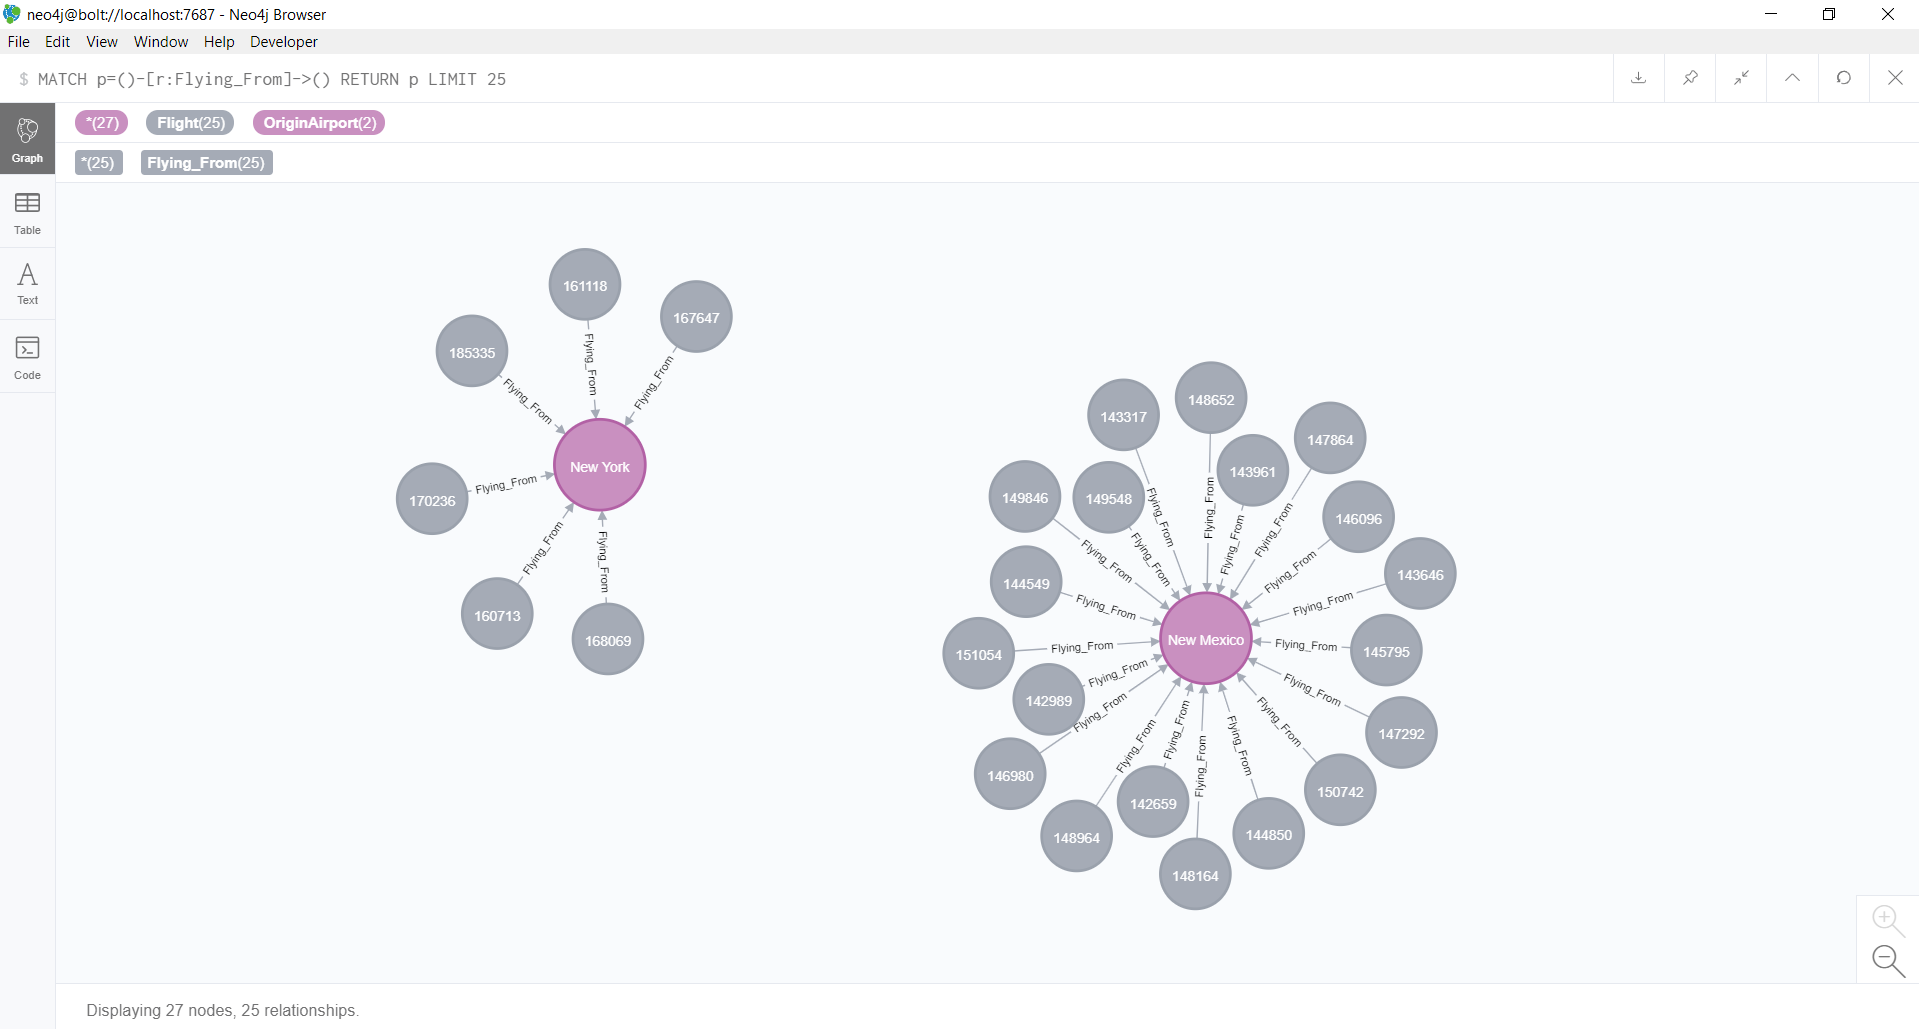 neo4j@bolt://localhost:7687 - Neo4j Browser
File Edit View Window Help Developer
$ MATCH p=()-[r:Flying_From]->() RETURN p LIMIT 25
*(27) Flight(25) OriginAirport(2)
*(25) Flying_From(25)
Graph
Table
A
Text
Code
161118
167647
185335
Flying_From
Flying_From
Flying_From
New York
170236
Flying_From
Flying_From
Flying_From
160713
168069
148652
143317
147864
143961
149846
149548
146096
Flying_From
Flying_From
Flying_From
Flying_From
Flying_From
Flying_From
Flying_From
143646
144549
Flying_From
Flying_From
New Mexico
151054
Flying_From
Flying_From
145795
142989
Flying_From
Flying_From
Flying_From
Flying_From
147292
146980
Flying_From
Flying_From
Flying_From
Flying_From
150742
142659
148964
144850
148164
Displaying 27 nodes, 25 relationships.